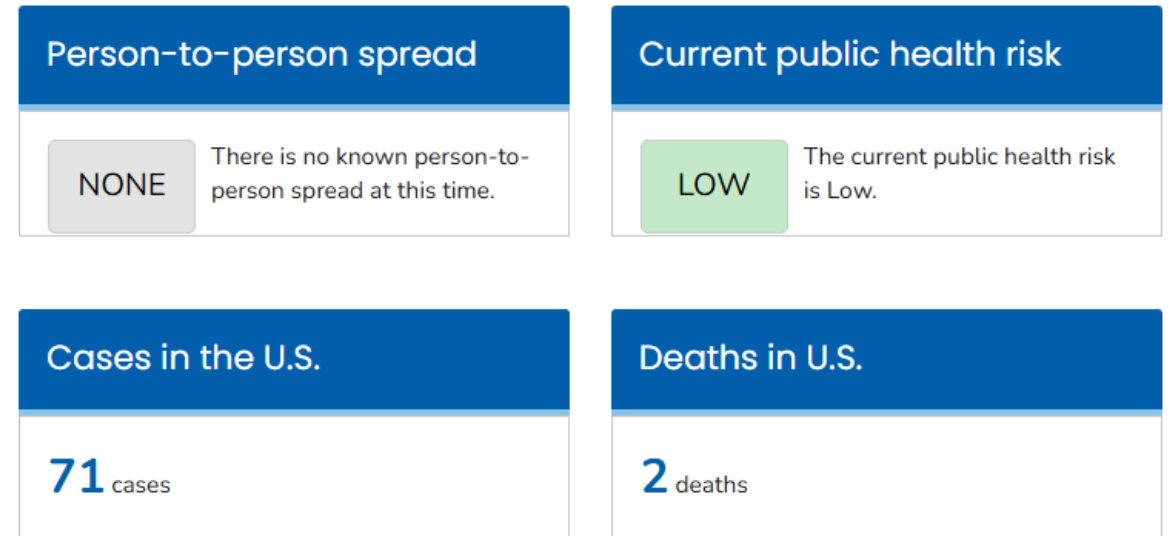 Person-to-person spread
Current public health risk
NONE
There is no known person-to-
person spread at this time.
LOW
The current public health risk
is Low.
Cases in the U.S.
Deaths in U.S.
71 cases
2 deaths